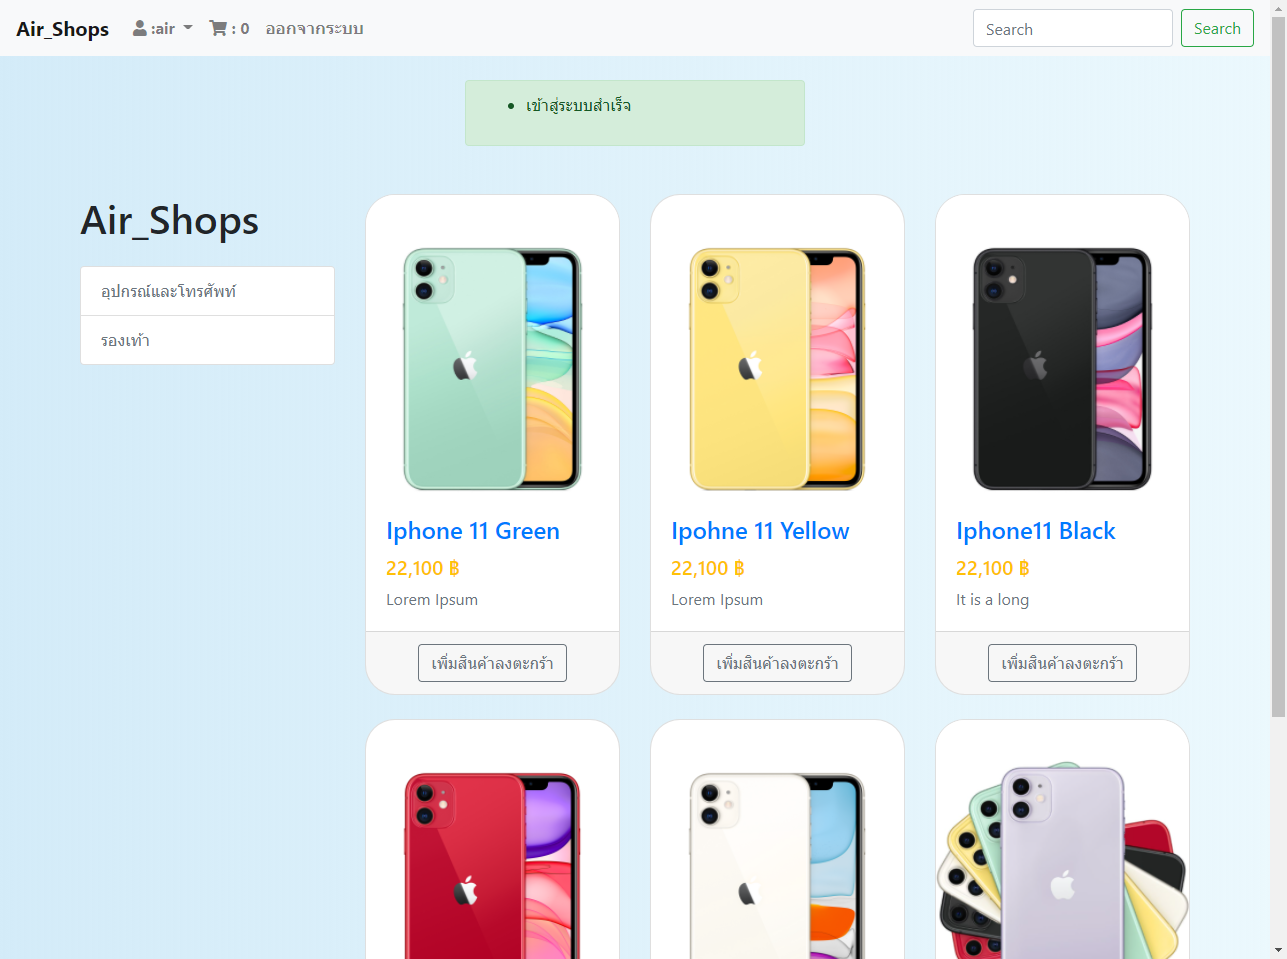 Air_Shops :air : 0 ออกจากระบบ Search Search
เข้าสู่ระบบสำเร็จ
Air_Shops
อุปกรณ์และโทรศัพท์
รองเท้า
Iphone 11 Green
22,100 ฿
Lorem Ipsum
เพิ่มสินค้าลงตะกร้า
Ipohne 11 Yellow
22,100 ฿
Lorem Ipsum
เพิ่มสินค้าลงตะกร้า
Iphone11 Black
22,100 ฿
It is a long
เพิ่มสินค้าลงตะกร้า